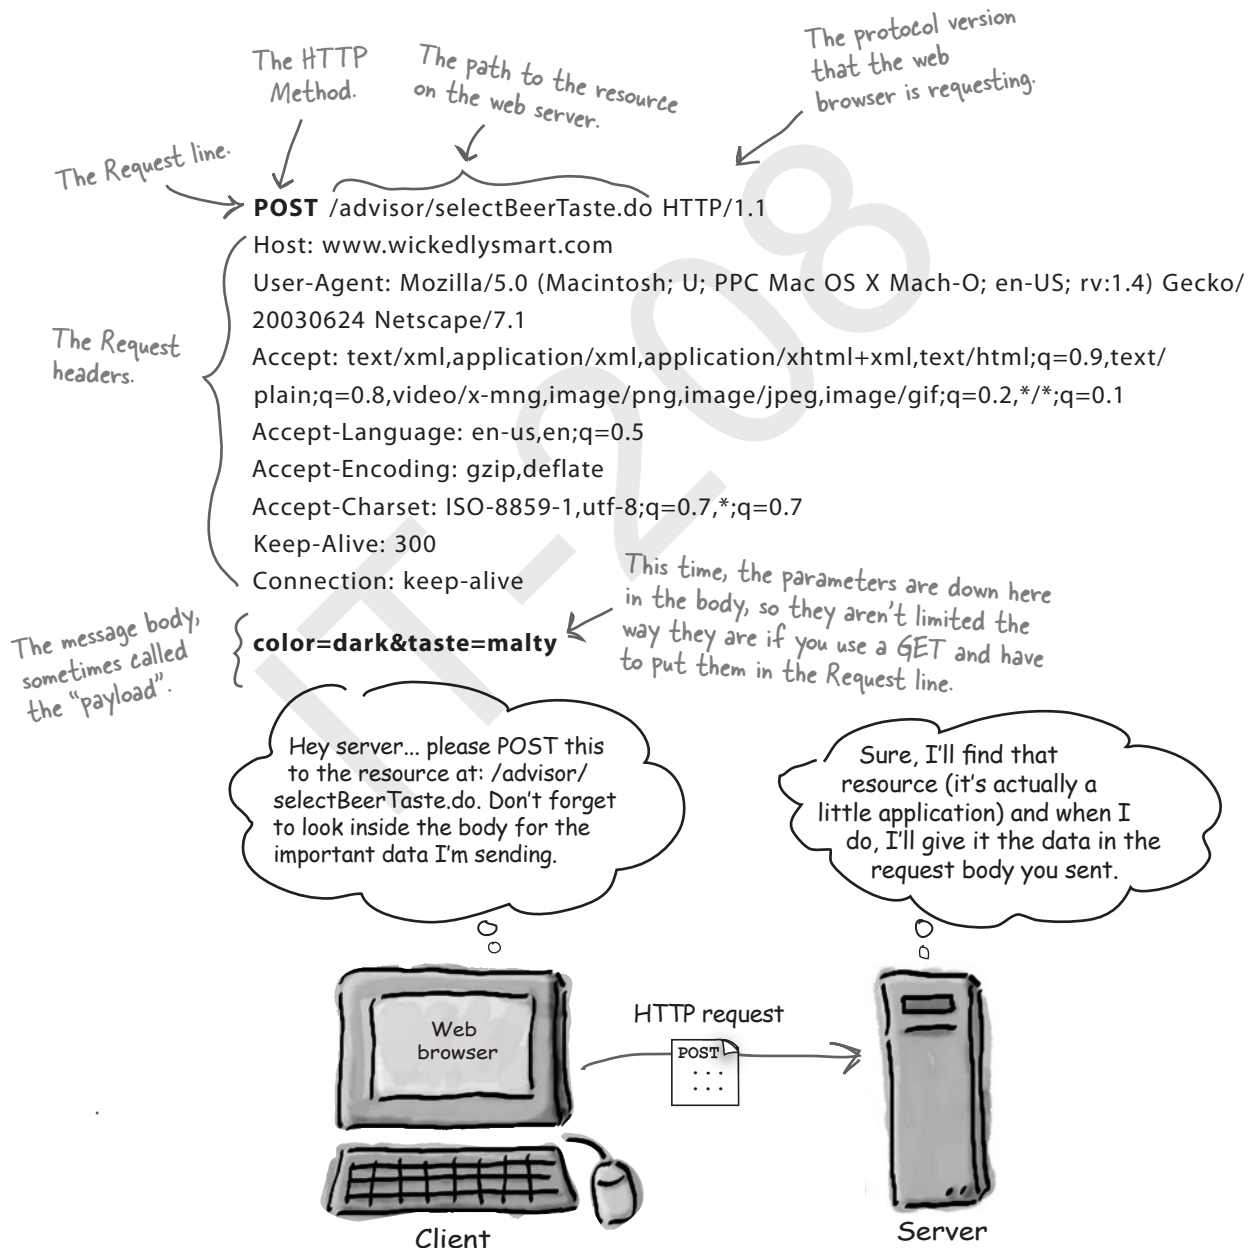 The HTTP
Method.
The path to the resource
on the web server.
The protocol version
that the web
browser is requesting.
The Request line.
POST /advisor/selectBeerTaste.do HTTP/1.1
Host: www.wickedlysmart.com
User-Agent: Mozilla/5.0 (Macintosh; U; PPC Mac OS X Mach-O; en-US; rv:1.4) Gecko/
20030624 Netscape/7.1
Accept: text/xml,application/xml,application/xhtml+xml,text/html;q=0.9,text/
plain;q=0.8,video/x-mng,image/png,image/jpeg,image/gif;q=0.2,*/*;q=0.1
Accept-Language: en-us,en;q=0.5
Accept-Encoding: gzip,deflate
Accept-Charset: ISO-8859-1,utf-8;q=0.7,*;q=0.7
Keep-Alive: 300
Connection: keep-alive
The Request
headers.
color=dark&taste=malty
The message body,
sometimes called
the "payload".
This time, the parameters are down here
in the body, so they aren't limited the
way they are if you use a GET and have
to put them in the Request line.
IT-208
Hey server... please POST this
to the resource at: /advisor/
selectBeerTaste.do. Don't forget
to look inside the body for the
important data I'm sending.
Sure, I'll find that
resource (it's actually a
little application) and when I
do, I'll give it the data in the
request body you sent.
Web
browser
HTTP request
POST
Client
Server